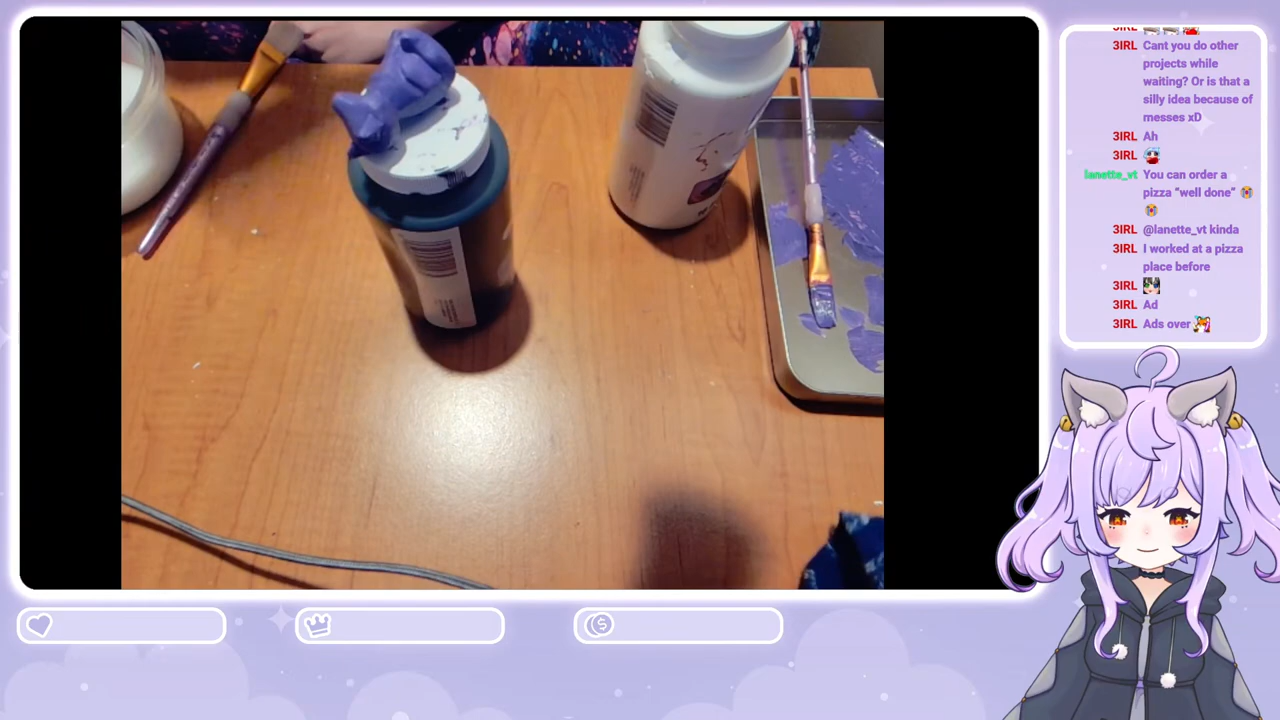 3IRL
3IRL Cant you do other
projects while
waiting? Or is that a
silly idea because of
messes xD
3IRL Ah
3IRL
lanette_vt You can order a
pizza "well done"
3IRL @lanette_vt kinda
3IRL I worked at a pizza
place before
3IRL
3IRL Ad
3IRL Ads over